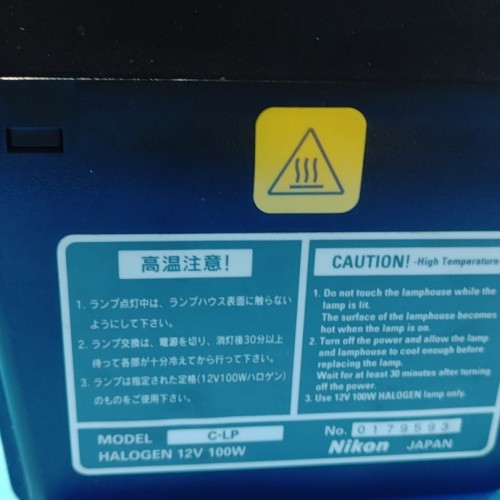 高温注意!
1. ランプ点灯中は、ランプハウス表面に触らない
ようにして下さい。
2. ランプ交換は、電源を切り、消灯後30分以上
待って各部が十分冷えてから行って下さい。
3. ランプは指定された定格(12V100Wハロゲン)
のものをご使用下さい。
CAUTION! -High Temperature-
1. Do not touch the lamphouse while the
lamp is lit.
The surface of the lamphouse becomes
hot when the lamp is on.
2. Turn off the power and allow the lamp
and lamphouse to cool enough before
replacing the lamp.
Wait for at least 30 minutes after turning
off the power.
3. Use 12V 100W HALOGEN lamp only.
MODEL C-LP
HALOGEN 12V 100W
No. 0179593
Nikon JAPAN